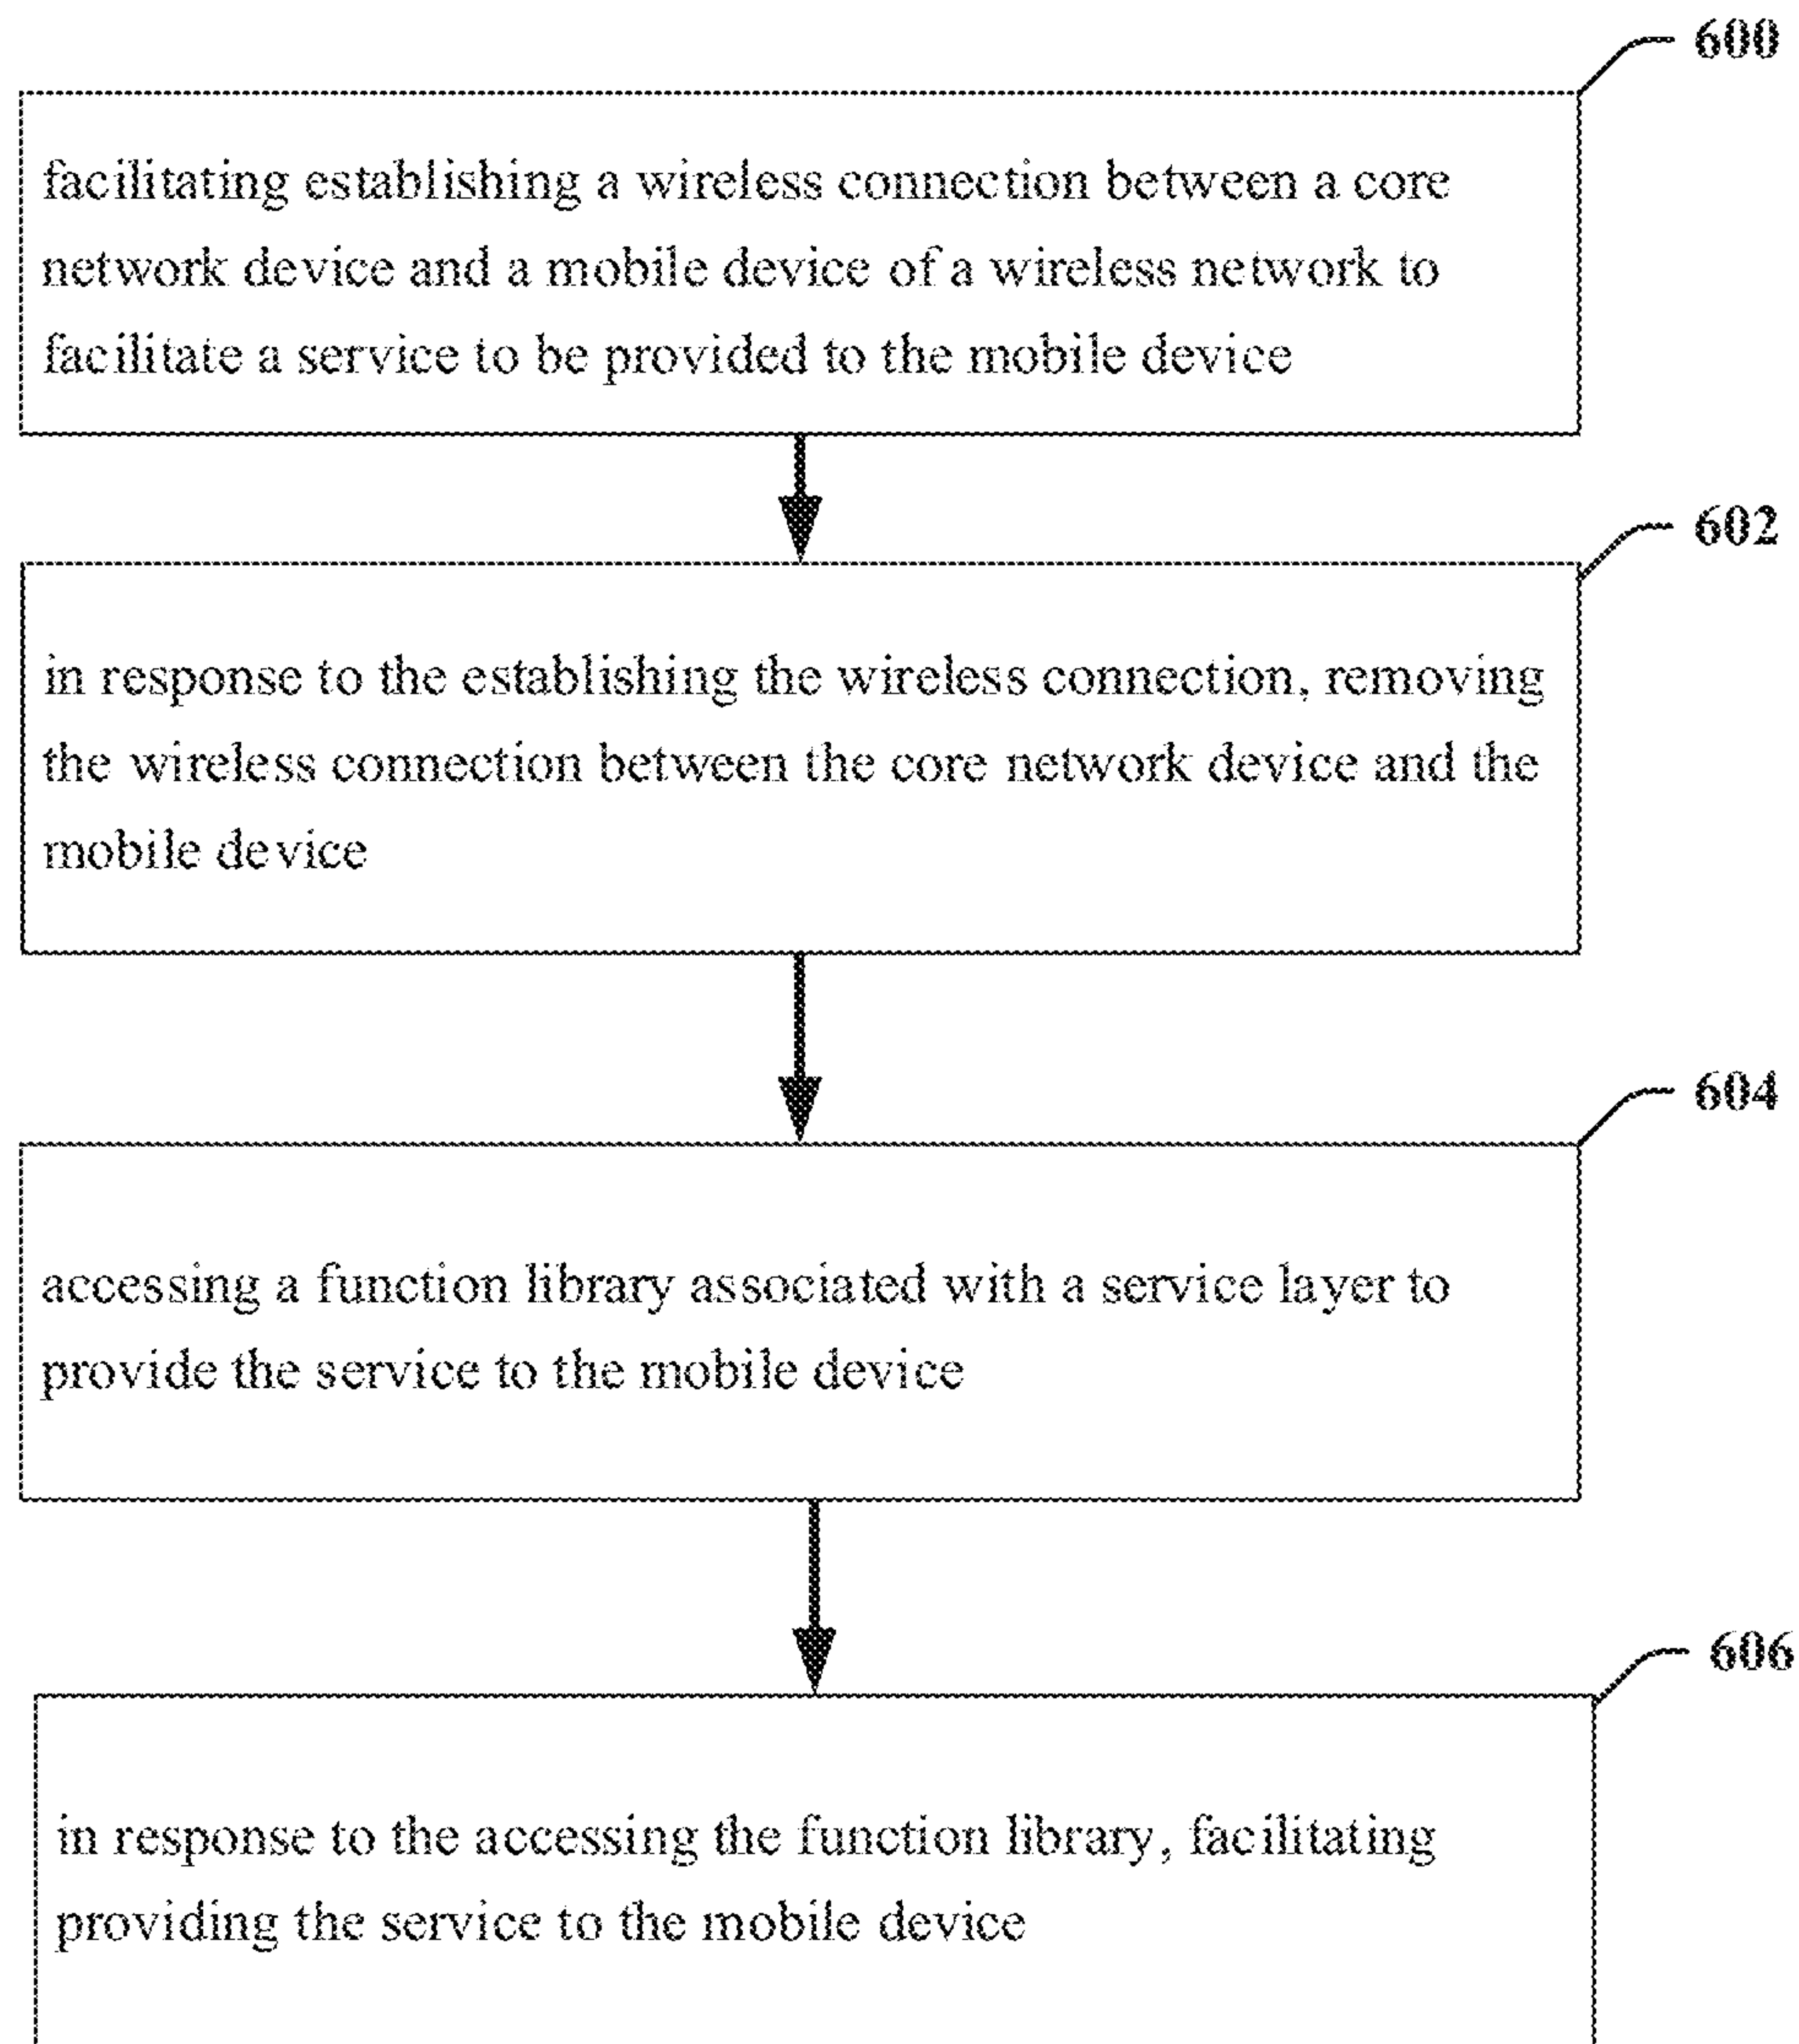 600
facilitating establishing a wireless connection between a core
network device and a mobile device of a wireless network to
facilitate a service to be provided to the mobile device
602
in response to the establishing the wireless connection, removing
the wireless connection between the core network device and the
mobile device
604
accessing a function library associated with a service layer to
provide the service to the mobile device
606
in response to the accessing the function library, facilitating
providing the service to the mobile device